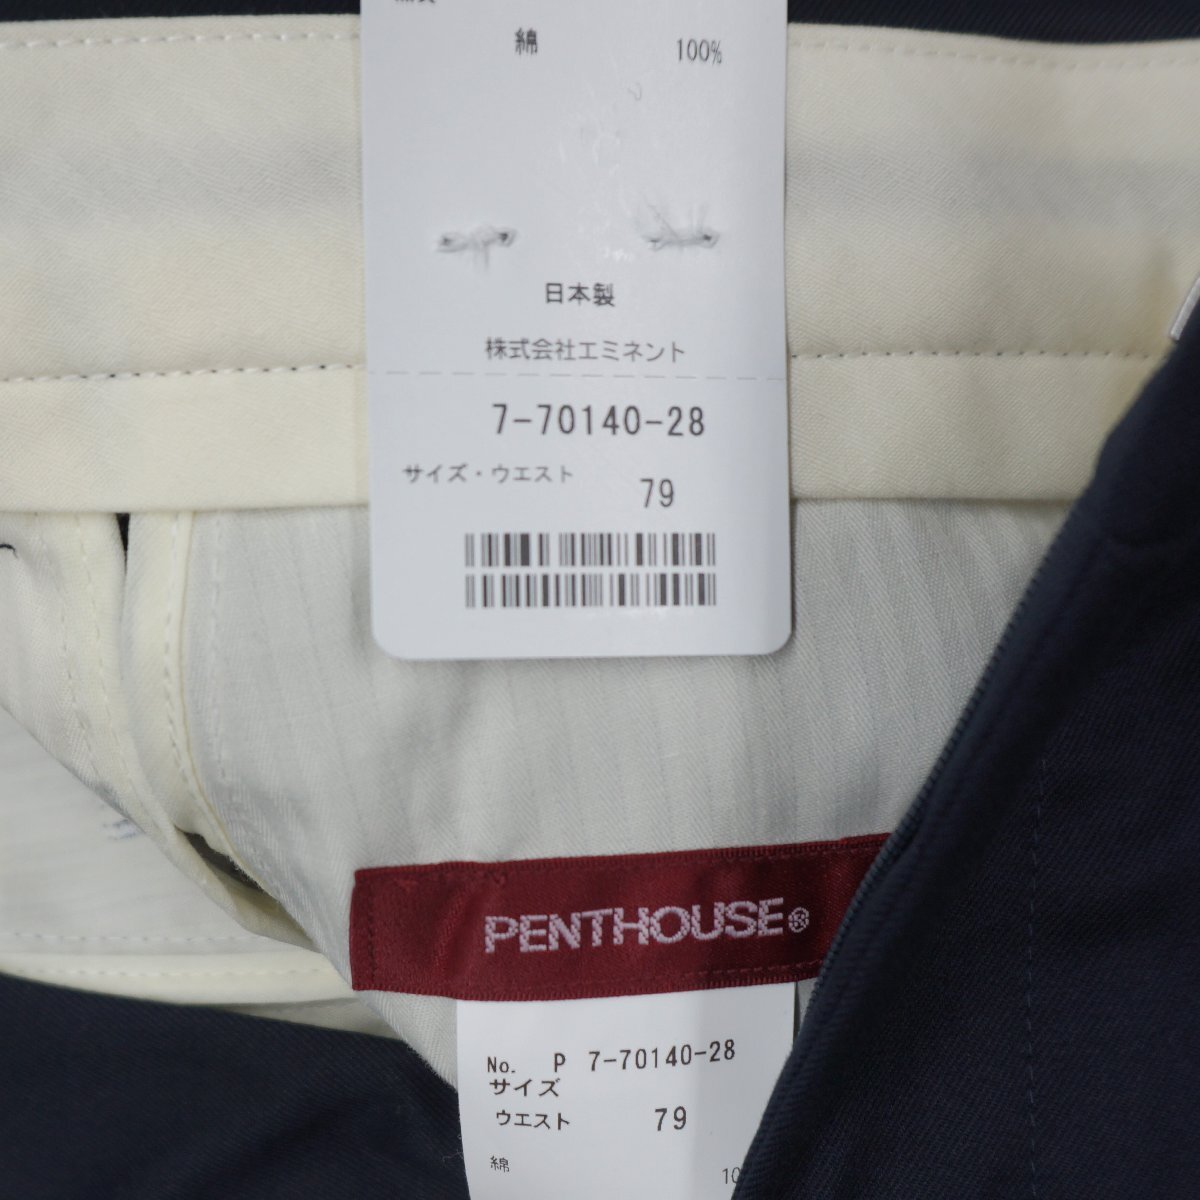 綿 100%
日本製
株式会社エミネント
7-70140-28
サイズ・ウエスト
79
PENTHOUSE®
No. P 7-70140-28
サイズ
ウエスト 79
綿